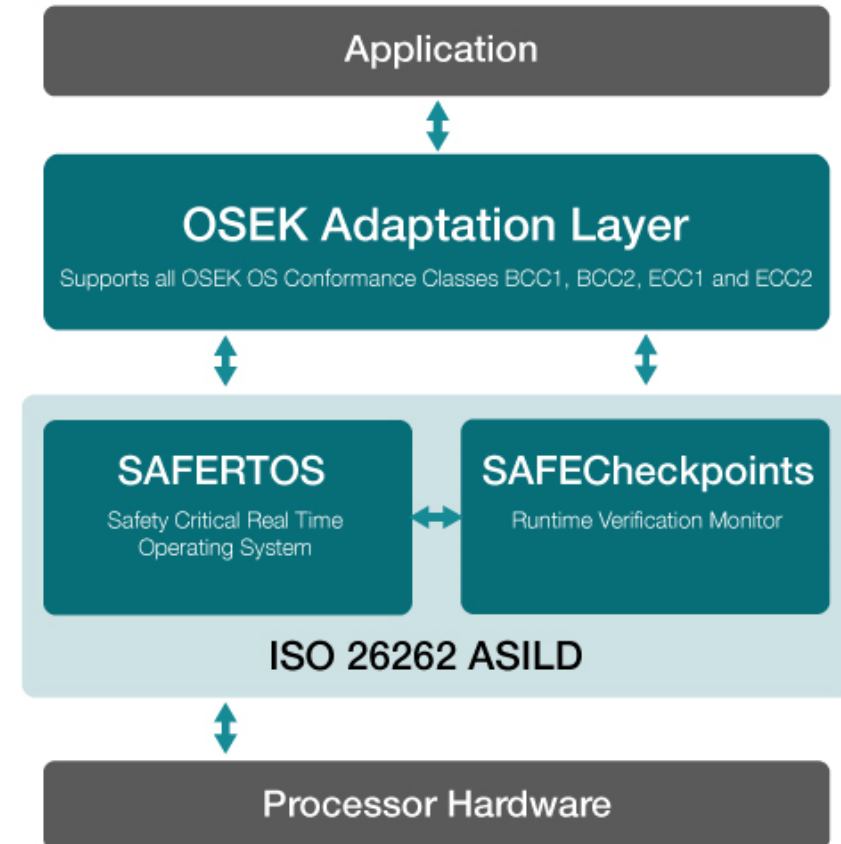 Application
OSEK Adaptation Layer
Supports all OSEK OS Conformance Classes BCC1, BCC2, ECC1 and ECC2
SAFERTOS
Safety Critical Real Time
Operating System
SAFECheckpoints
Runtime Verification Monitor
ISO 26262 ASILD
Processor Hardware